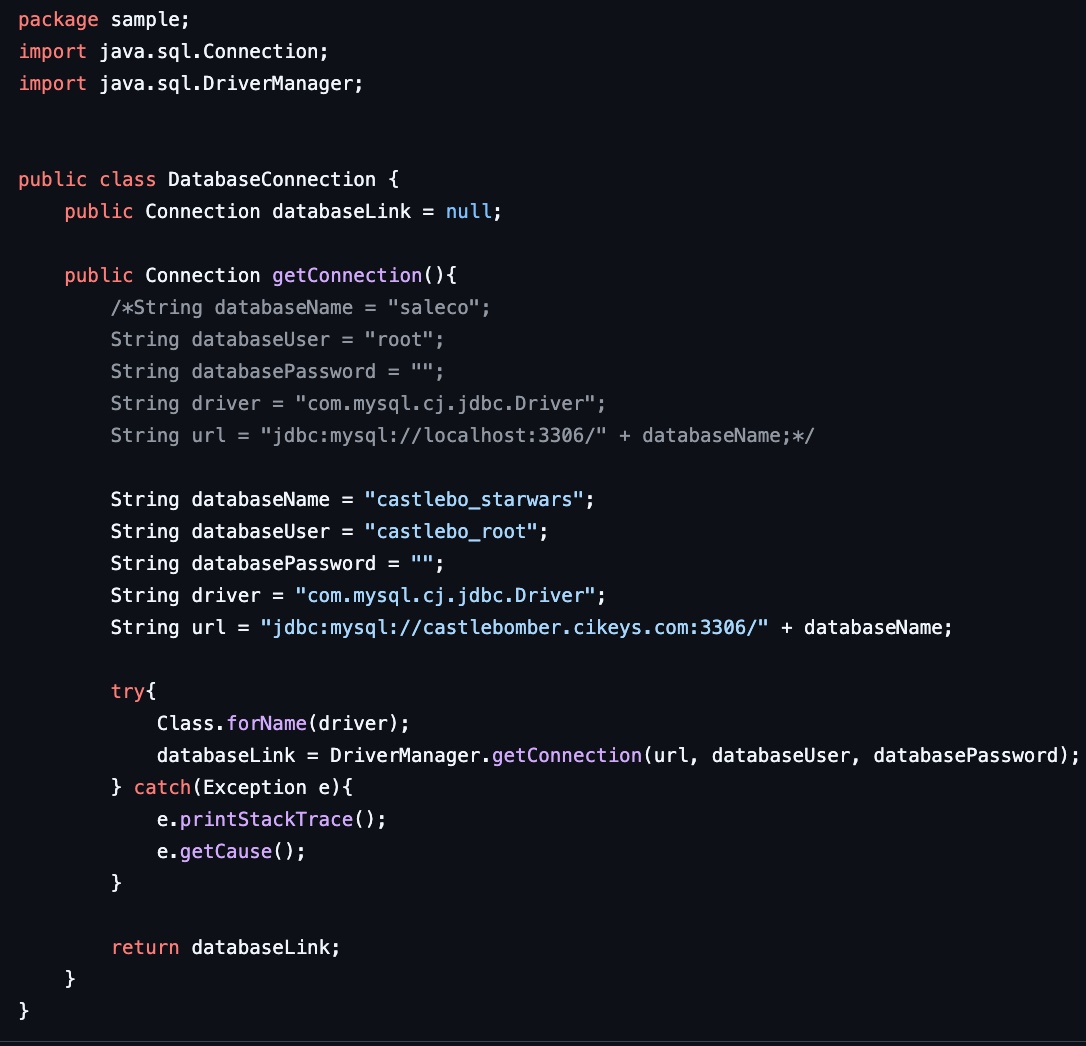 package sample;
import java.sql.Connection;
import java.sql.DriverManager;
public class DatabaseConnection {
    public Connection databaseLink = null;
    public Connection getConnection(){
        /*String databaseName = "saleco";
        String databaseUser = "root";
        String databasePassword = "";
        String driver = "com.mysql.cj.jdbc.Driver";
        String url = "jdbc:mysql://localhost:3306/" + databaseName;*/
        String databaseName = "castlebo_starwars";
        String databaseUser = "castlebo_root";
        String databasePassword = "";
        String driver = "com.mysql.cj.jdbc.Driver";
        String url = "jdbc:mysql://castlebomber.cikeys.com:3306/" + databaseName;
        try{
            Class.forName(driver);
            databaseLink = DriverManager.getConnection(url, databaseUser, databasePassword);
        } catch(Exception e){
            e.printStackTrace();
            e.getCause();
        }
        return databaseLink;
    }
}